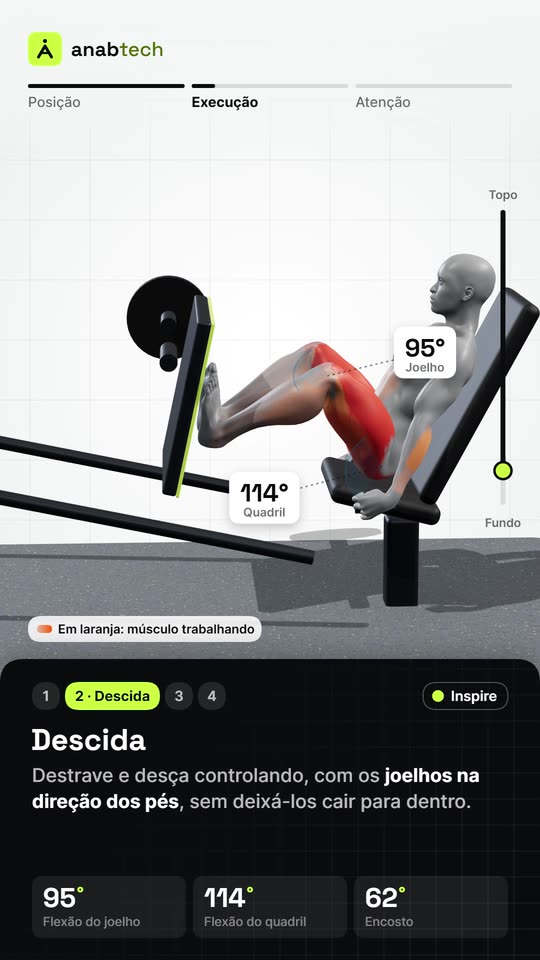 anabtech
Posição
Execução
Atenção
Topo
95°
Joelho
114°
Quadril
Fundo
Em laranja: músculo trabalhando
1
2 · Descida
3
4
Inspire
Descida
Destrave e desça controlando, com os joelhos na
direção dos pés, sem deixá-los cair para dentro.
95°
Flexão do joelho
114°
Flexão do quadril
62°
Encosto